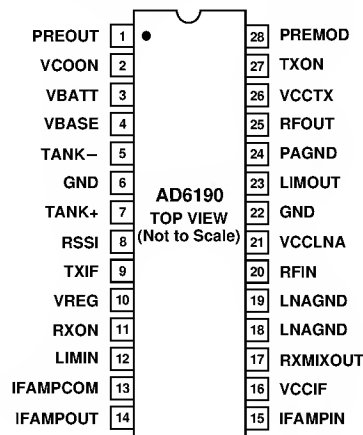 PREOUT 1 28 PREMOD
VCOON 2 27 TXON
VBATT 3 26 VCCTX
VBASE 4 25 RFOUT
TANK− 5 24 PAGND
GND 6 23 LIMOUT
AD6190
TANK+ 7 22 GND
TOP VIEW
RSSI 8 21 VCCLNA
(Not to Scale)
TXIF 9 20 RFIN
VREG 10 19 LNAGND
RXON 11 18 LNAGND
LIMIN 12 17 RXMIXOUT
IFAMPCOM 13 16 VCCIF
IFAMPOUT 14 15 IFAMPIN